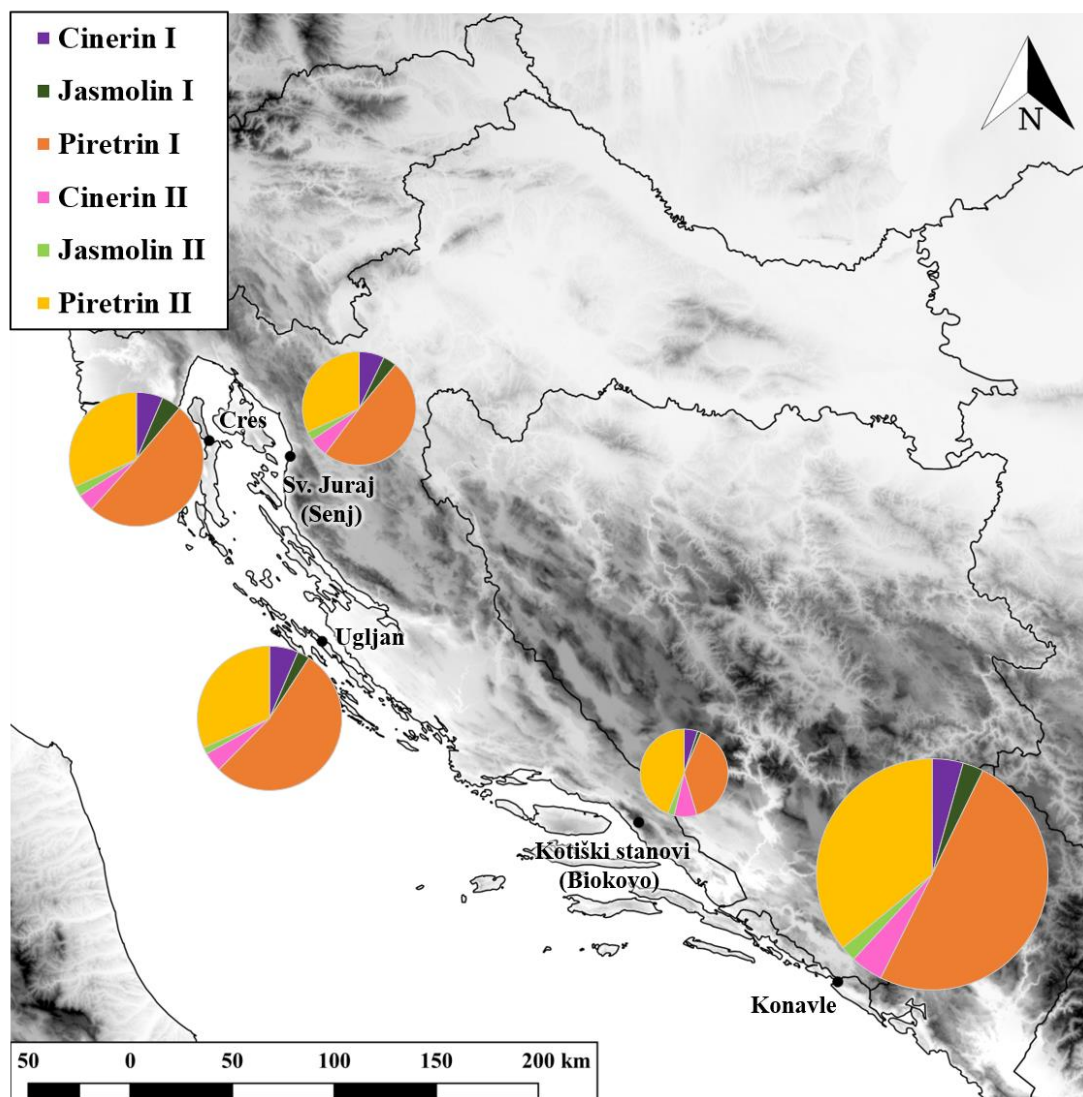 Cinerin I
Jasmolin I
Piretrin I
Cinerin II
Jasmolin II
Piretrin II
N
Cres
Sv. Juraj
(Senj)
Ugljan
Kotiški stanovi
(Biokovo)
Konavle
50 0 50 100 150 200 km